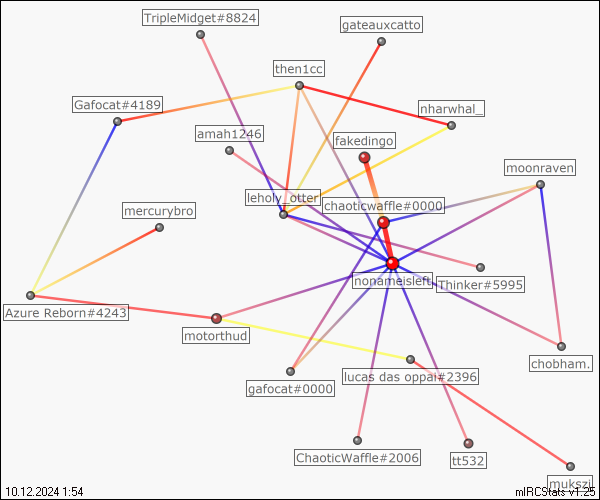 TripleMidget#8824
gateauxcatto
then1cc
Gafocat#4189
nharwhal_
amah1246
fakedingo
moonraven
leholy_otter
chaoticwaffle#0000
mercurybro
nonameisleft
Thinker#5995
Azure Reborn#4243
motorthud
chobham.
lucas das oppai#2396
gafocat#0000
ChaoticWaffle#2006
tt532
mukszi
10.12.2024 1:54
mIRCStats v1.25